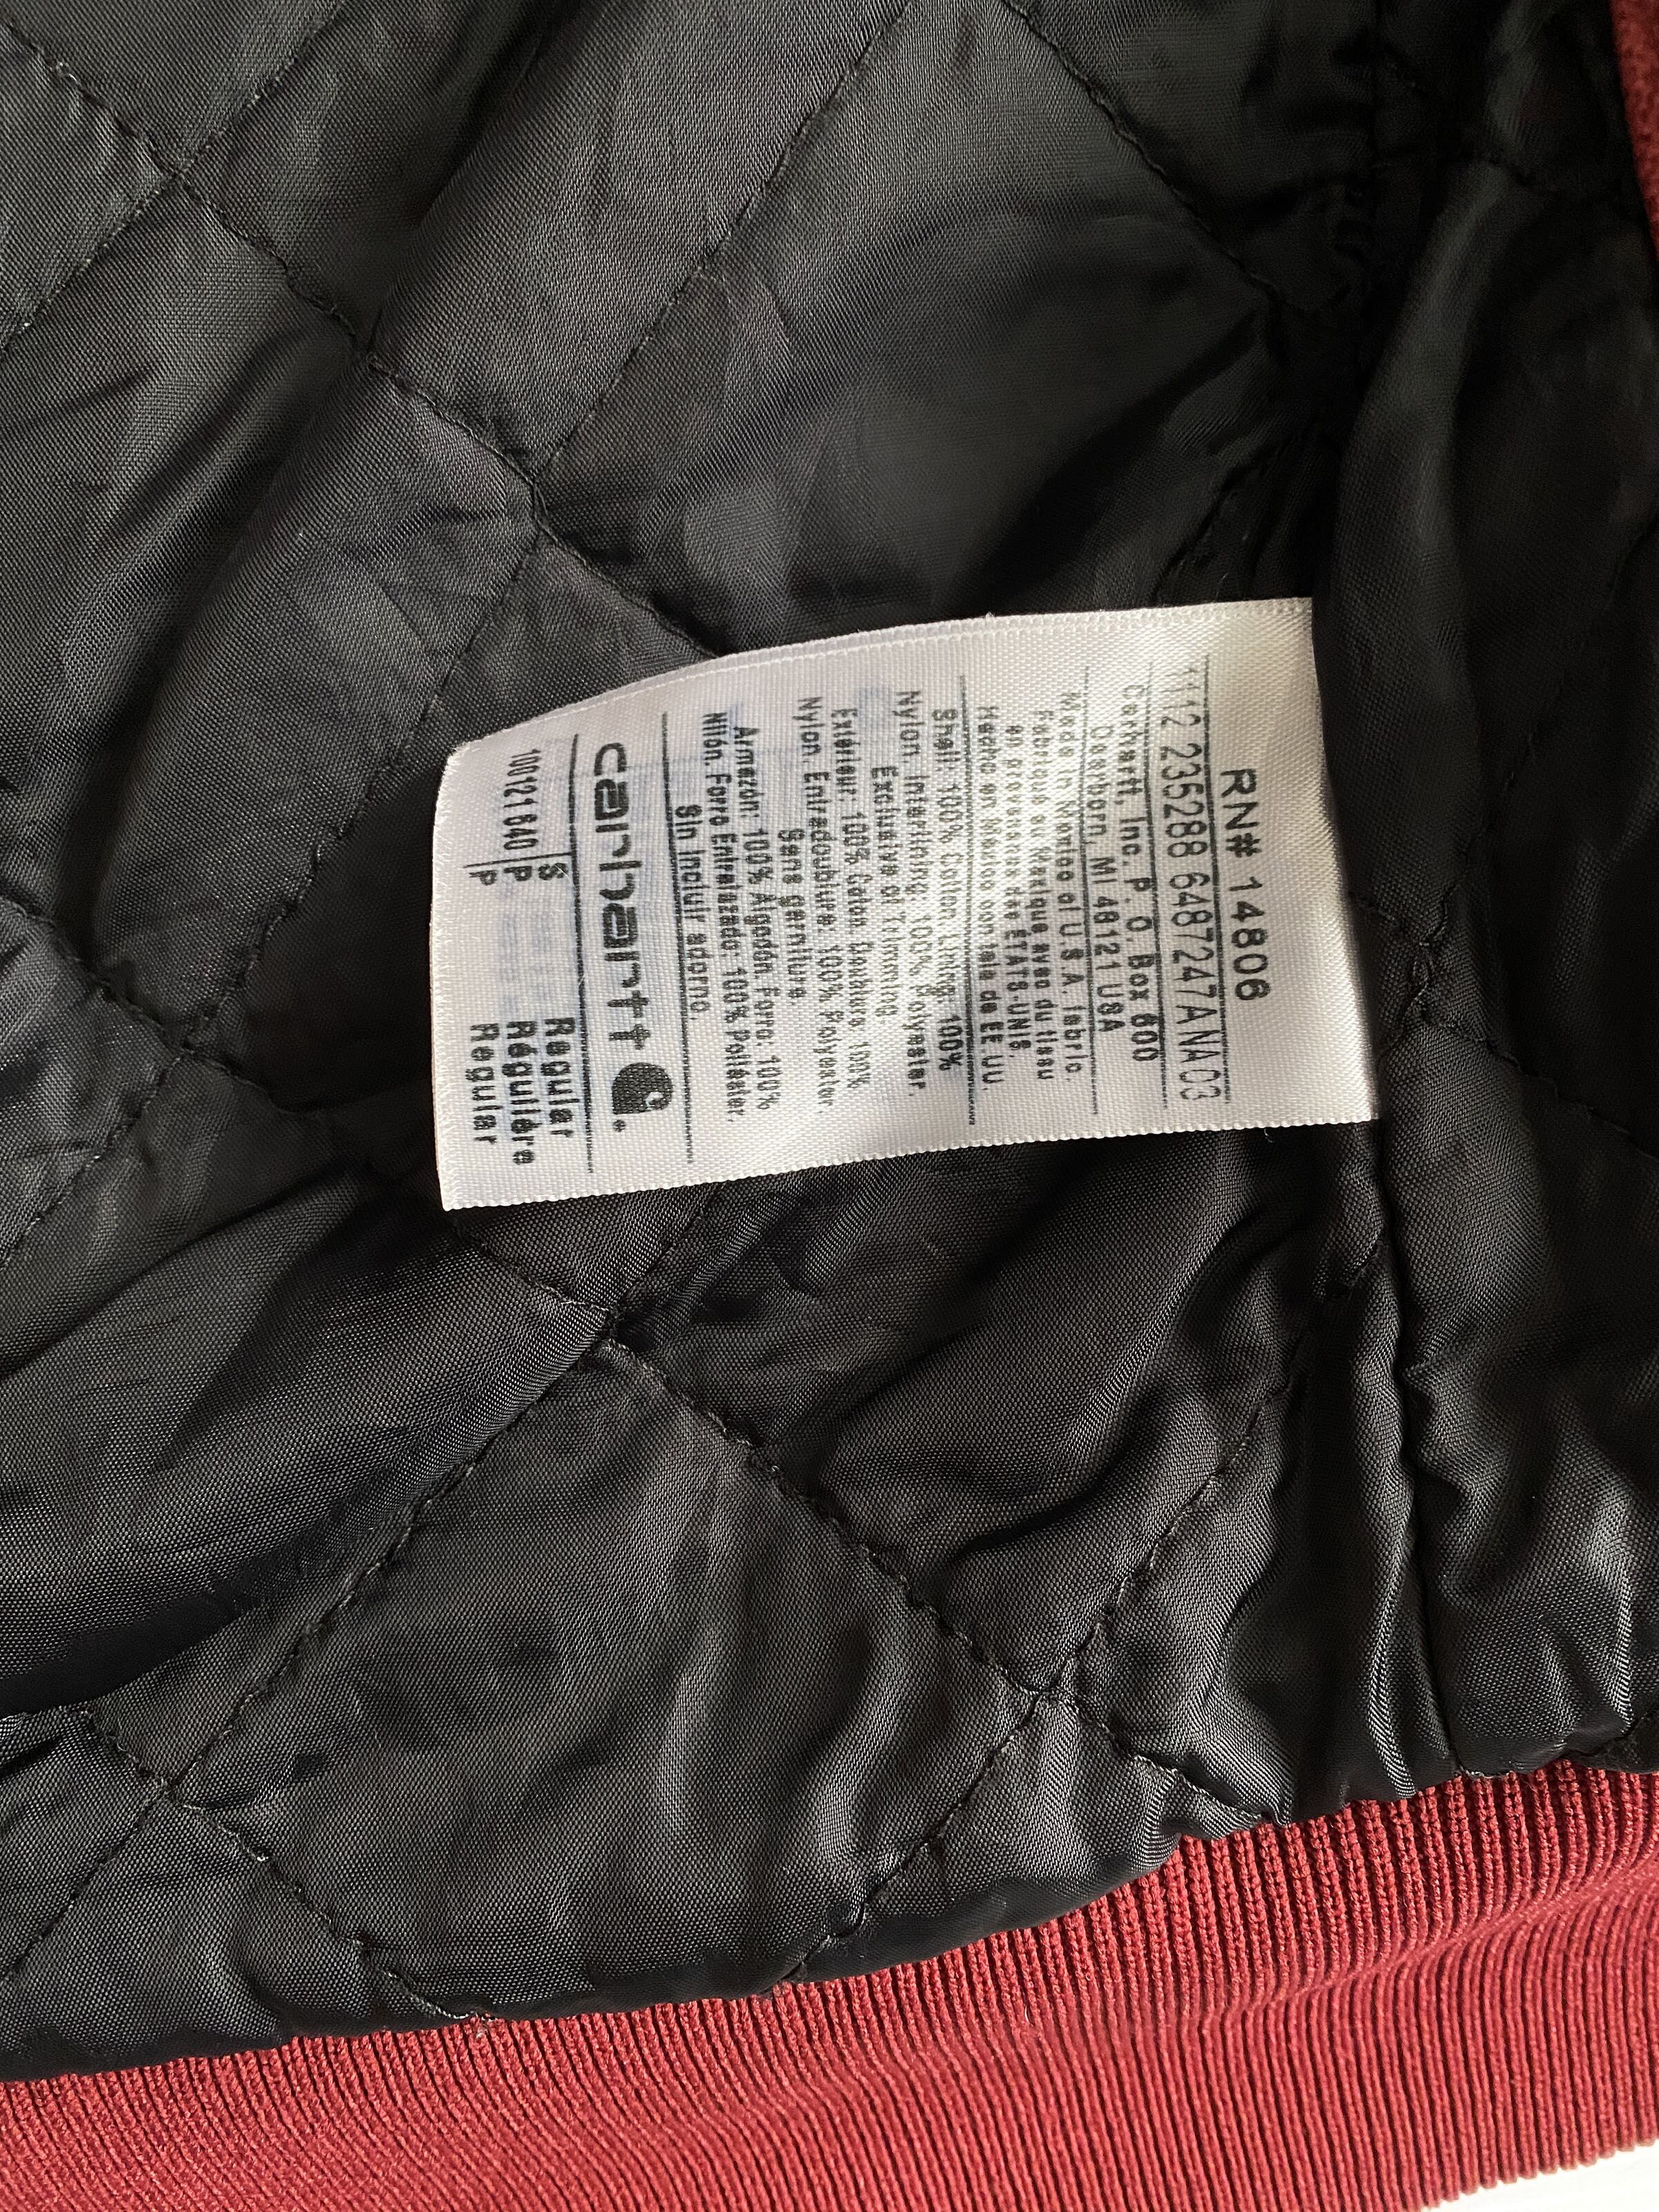 100121 640 S Regular
P Régulière
P Regular
carhartt
Shell: 100% Cotton. Lining: 100%
Nylon. Interlining: 100% Polyester.
Exclusive of Trimming
Extérieur: 100% Coton. Doublure: 100%
Nylon. Entredoublure: 100% Polyester.
Sans garniture
Armazón: 100% Algodón. Forro: 100%
Nilón. Forro Entrelazado: 100% Poliéster.
Sin incluir adorno.
Made in Mexico of U.S.A. fabric.
Fabriqué au Mexique avec du tissu
en provenance des ÉTATS-UNIS.
Hecho en Mexico con tela de EE UU
Carhartt, Inc. P. O. Box 600
Dearborn, MI 48121 USA
1112 235288 6487247ANA03
RN# 14806